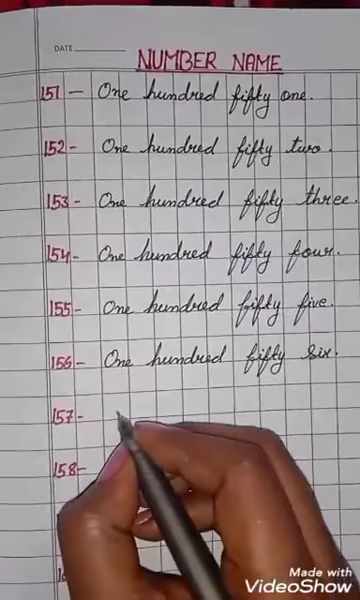 DATE
NUMBER NAME
151 - One hundred fifty one.
152 - One hundred fifty two.
153 - One hundred fifty three.
154 - One hundred fifty four.
155 - One hundred fifty five.
156 - One hundred fifty six.
157 -
158 -
Made with
VideoShow